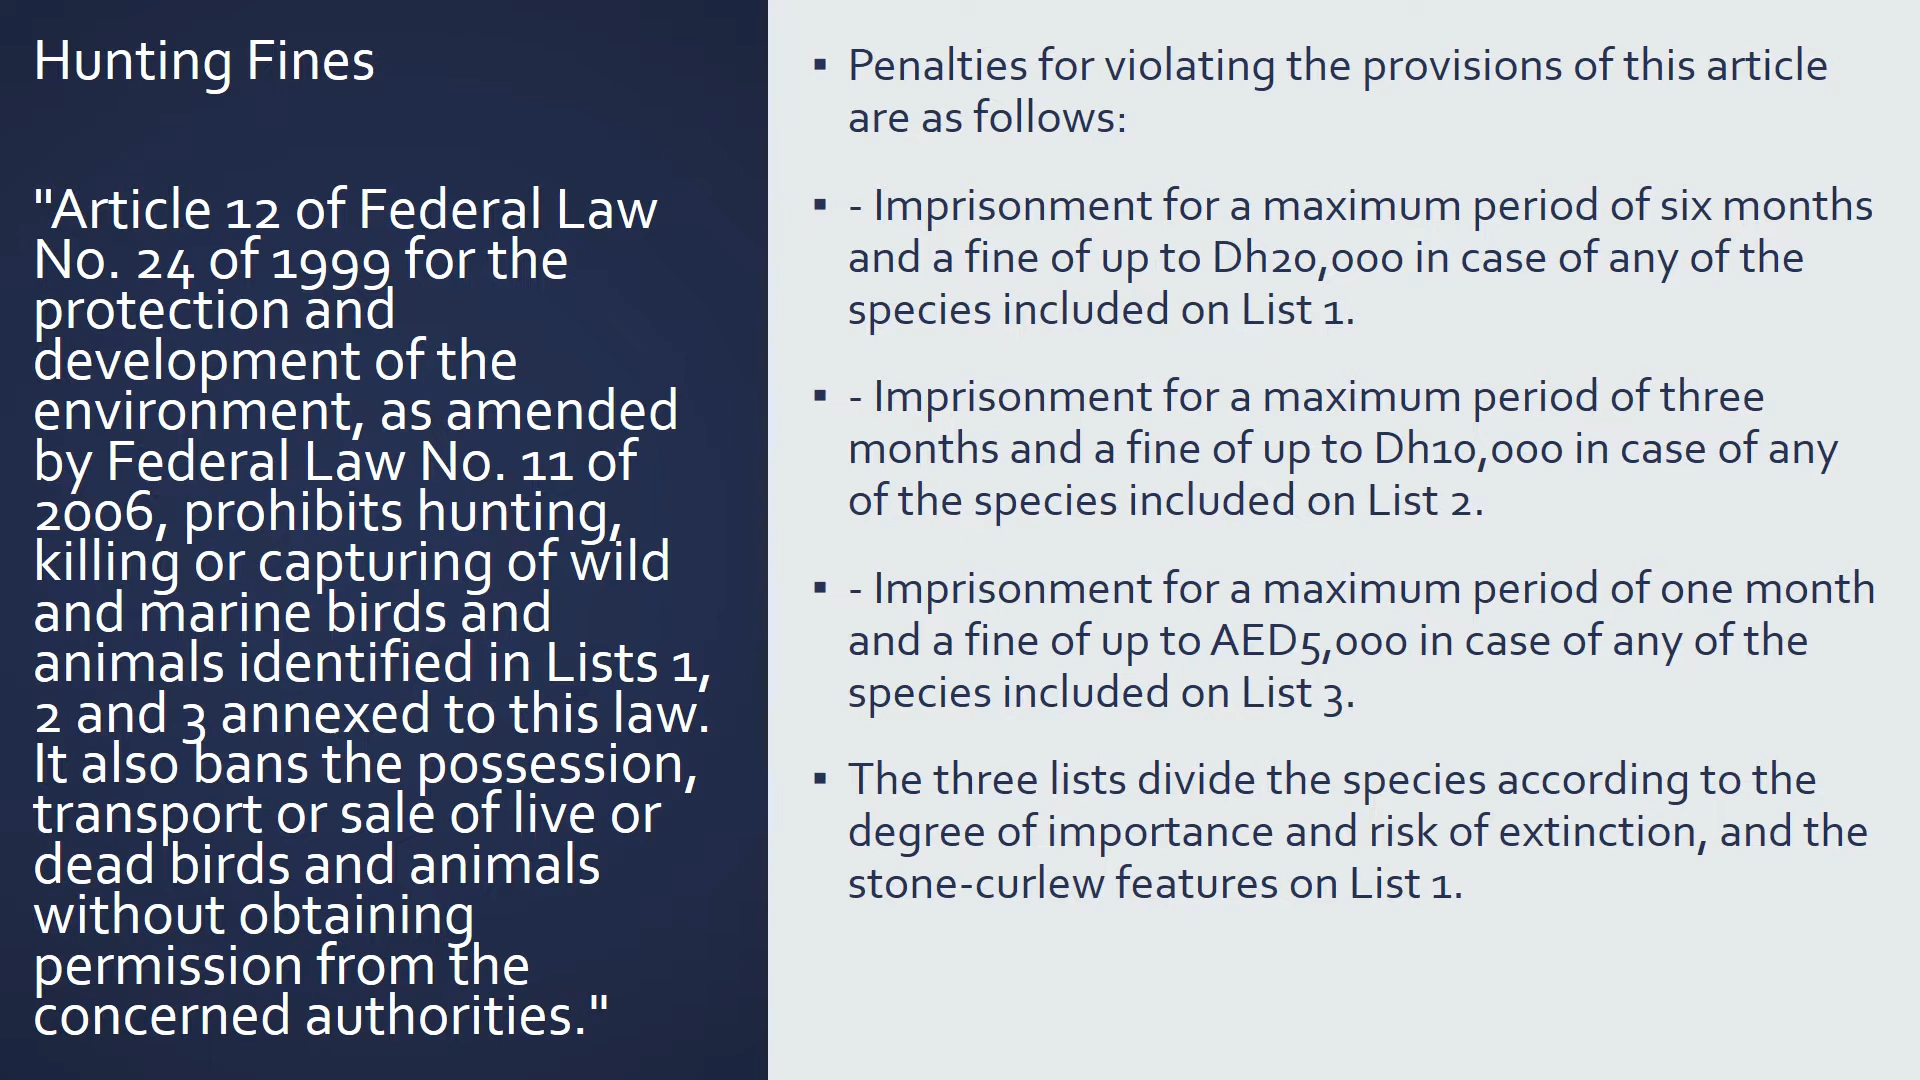 Hunting Fines
"Article 12 of Federal Law
No. 24 of 1999 for the
protection and
development of the
environment, as amended
by Federal Law No. 11 of
2006, prohibits hunting,
killing or capturing of wild
and marine birds and
animals identified in Lists 1,
2 and 3 annexed to this law.
It also bans the possession,
transport or sale of live or
dead birds and animals
without obtaining
permission from the
concerned authorities."
▪ Penalties for violating the provisions of this article
are as follows:
▪ - Imprisonment for a maximum period of six months
and a fine of up to Dh20,000 in case of any of the
species included on List 1.
▪ - Imprisonment for a maximum period of three
months and a fine of up to Dh10,000 in case of any
of the species included on List 2.
▪ - Imprisonment for a maximum period of one month
and a fine of up to AED5,000 in case of any of the
species included on List 3.
▪ The three lists divide the species according to the
degree of importance and risk of extinction, and the
stone-curlew features on List 1.